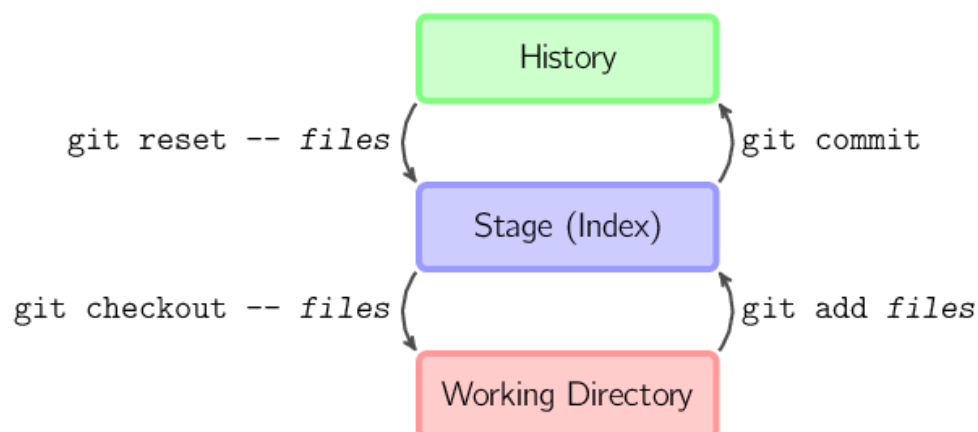 History
git reset -- files
git commit
Stage (Index)
git checkout -- files
git add files
Working Directory